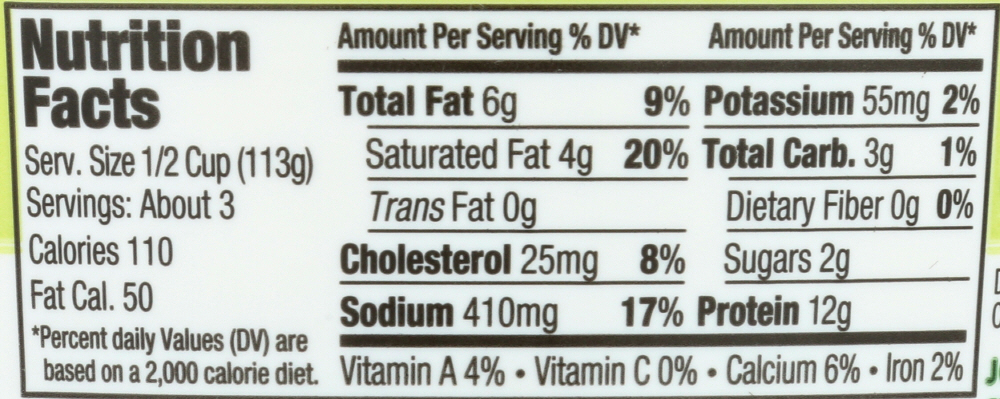 Nutrition
Facts
Serv. Size 1/2 Cup (113g)
Servings: About 3
Calories 110
Fat Cal. 50
*Percent daily Values (DV) are
based on a 2,000 calorie diet.
Amount Per Serving % DV*
Total Fat 6g 9%
Saturated Fat 4g 20%
Trans Fat 0g
Cholesterol 25mg 8%
Sodium 410mg 17%
Amount Per Serving % DV*
Potassium 55mg 2%
Total Carb. 3g 1%
Dietary Fiber 0g 0%
Sugars 2g
Protein 12g
Vitamin A 4% • Vitamin C 0% • Calcium 6% • Iron 2%